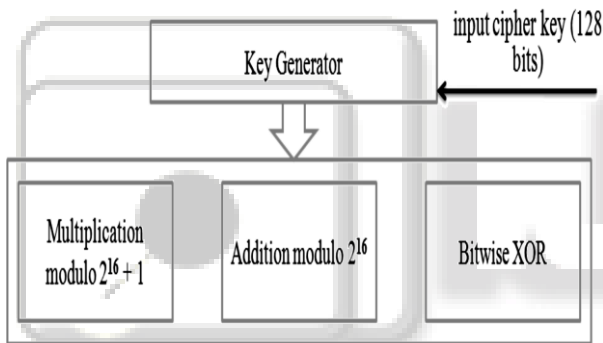 input cipher key (128
bits)
Key Generator
Multiplication
modulo 2¹⁶ + 1
Addition modulo 2¹⁶
Bitwise XOR